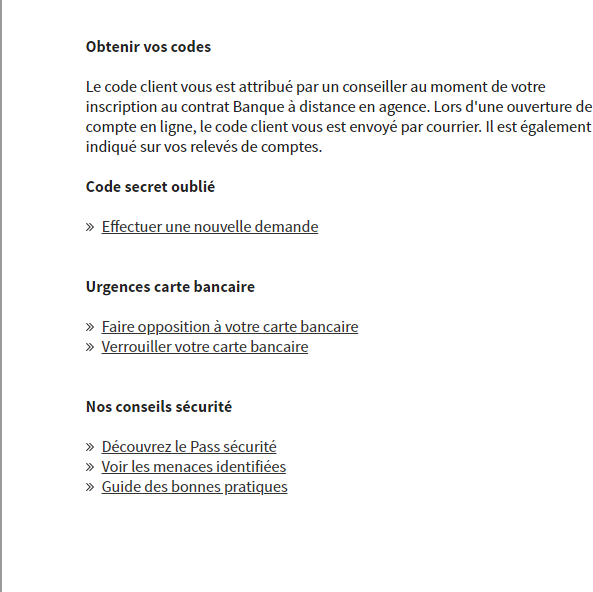 Obtenir vos codes
Le code client vous est attribué par un conseiller au moment de votre
inscription au contrat Banque à distance en agence. Lors d'une ouverture de
compte en ligne, le code client vous est envoyé par courrier. Il est également
indiqué sur vos relevés de comptes.
Code secret oublié
» Effectuer une nouvelle demande
Urgences carte bancaire
» Faire opposition à votre carte bancaire
» Verrouiller votre carte bancaire
Nos conseils sécurité
» Découvrez le Pass sécurité
» Voir les menaces identifiées
» Guide des bonnes pratiques